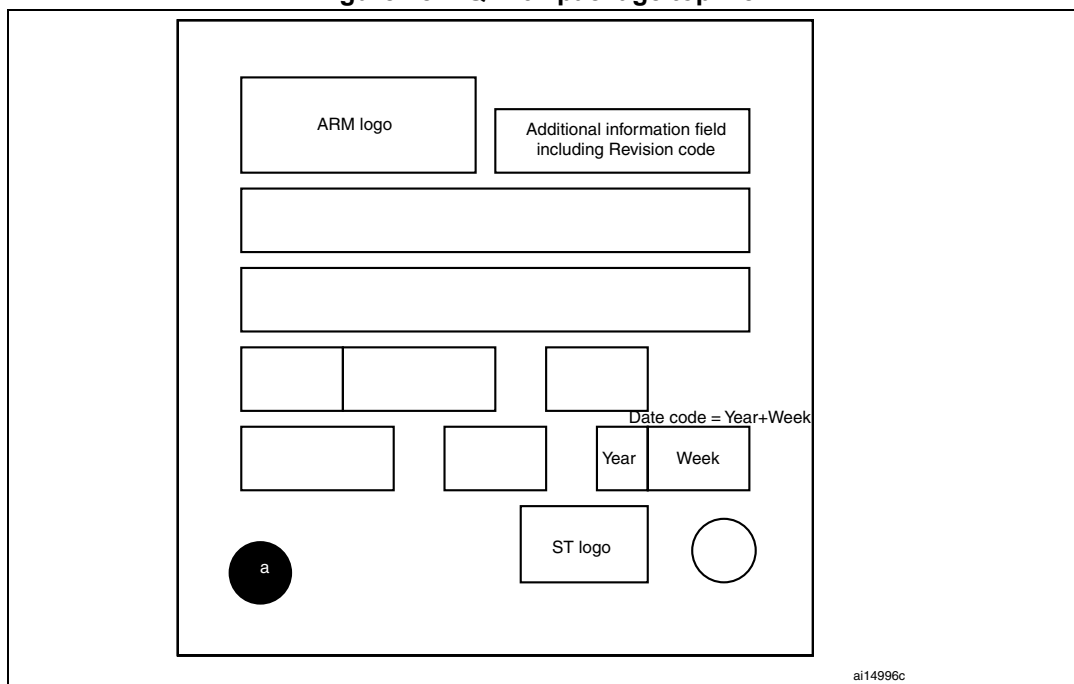 ARM logo
Additional information field
including Revision code
Date code = Year+Week
Year
Week
ST logo
a
ai14996c